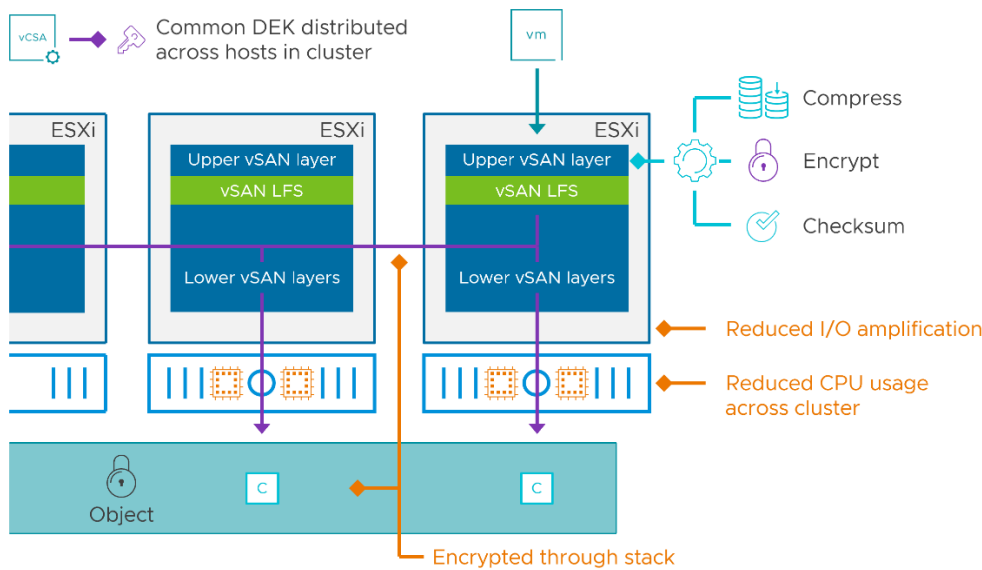 vCSA
Common DEK distributed
across hosts in cluster
vm
ESXi
ESXi
ESXi
Upper vSAN layer
vSAN LFS
Lower vSAN layers
Upper vSAN layer
vSAN LFS
Lower vSAN layers
Compress
Encrypt
Checksum
Reduced I/O amplification
Reduced CPU usage
across cluster
Object
C
C
Encrypted through stack